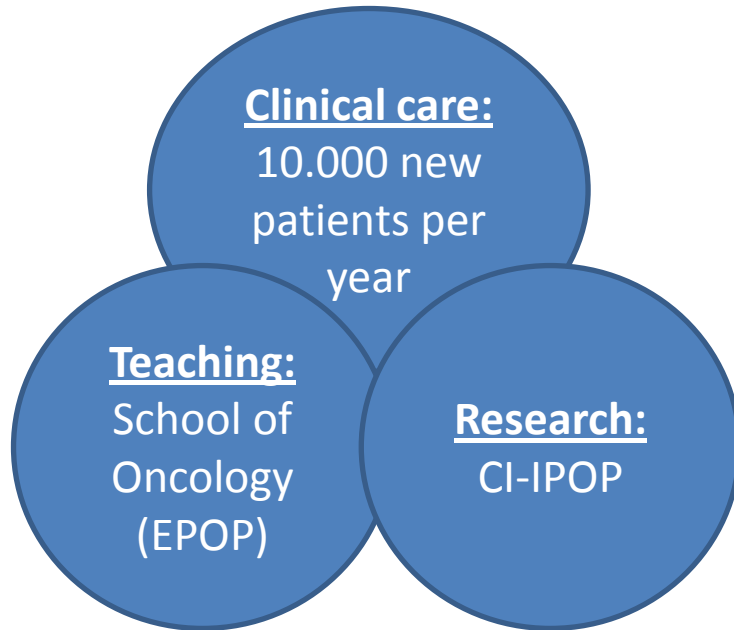 Clinical care:
10.000 new
patients per
year
Teaching:
School of
Oncology
(EPOP)
Research:
CI-IPOP